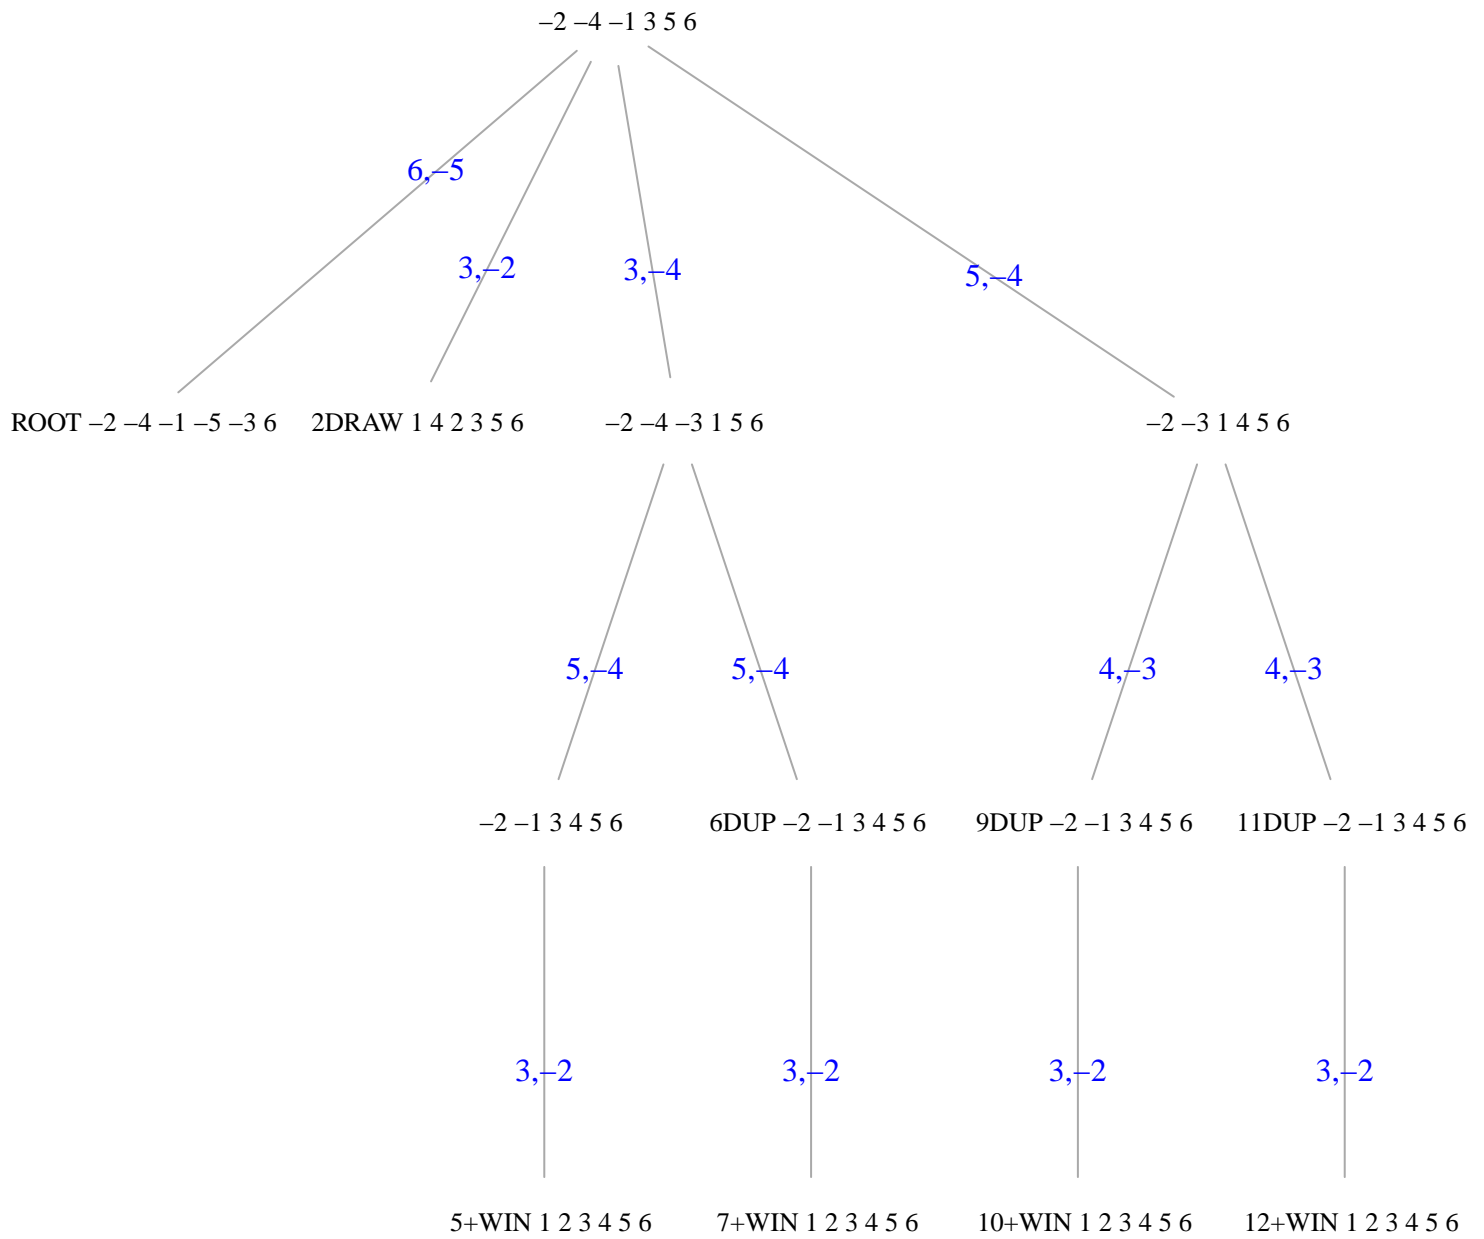 –2 –4 –1 3 5 6
6,–5
3,–2
3,–4
5,–4
ROOT –2 –4 –1 –5 –3 6
2DRAW 1 4 2 3 5 6
–2 –4 –3 1 5 6
–2 –3 1 4 5 6
5,–4
5,–4
4,–3
4,–3
–2 –1 3 4 5 6
6DUP –2 –1 3 4 5 6
9DUP –2 –1 3 4 5 6
11DUP –2 –1 3 4 5 6
3,–2
3,–2
3,–2
3,–2
5+WIN 1 2 3 4 5 6
7+WIN 1 2 3 4 5 6
10+WIN 1 2 3 4 5 6
12+WIN 1 2 3 4 5 6